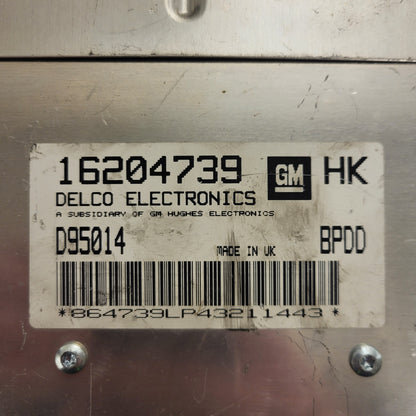 16204739 GM HK
DELCO ELECTRONICS
A SUBSIDIARY OF GM HUGHES ELECTRONICS
D95014 MADE IN UK BPDD
*864739LP43211443*